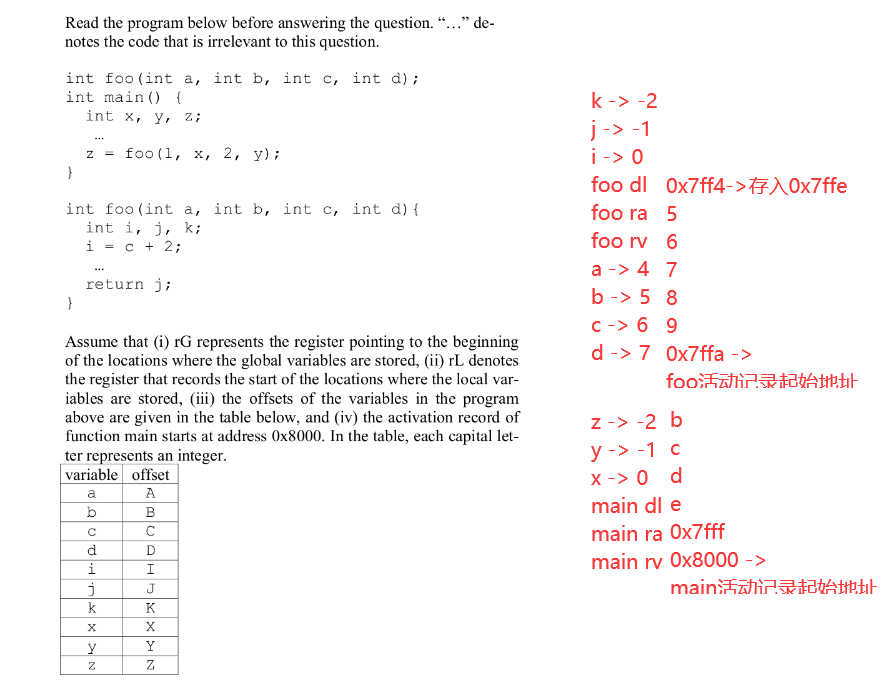 Read the program below before answering the question. “…” de-
notes the code that is irrelevant to this question.
int foo(int a, int b, int c, int d);
int main() {
int x, y, z;
…
z = foo(1, x, 2, y);
}
int foo(int a, int b, int c, int d){
int i, j, k;
i = c + 2;
…
return j;
}
Assume that (i) rG represents the register pointing to the beginning
of the locations where the global variables are stored, (ii) rL denotes
the register that records the start of the locations where the local var-
iables are stored, (iii) the offsets of the variables in the program
above are given in the table below, and (iv) the activation record of
function main starts at address 0x8000. In the table, each capital let-
ter represents an integer.
variable offset
a A
b B
c C
d D
i I
j J
k K
x X
y Y
z Z
k -> -2
j -> -1
i -> 0
foo dl 0x7ff4->存入0x7ffe
foo ra 5
foo rv 6
a -> 4 7
b -> 5 8
c -> 6 9
d -> 7 0x7ffa ->
foo活动记录起始地址
z -> -2 b
y -> -1 c
x -> 0 d
main dl e
main ra 0x7fff
main rv 0x8000 ->
main活动记录起始地址